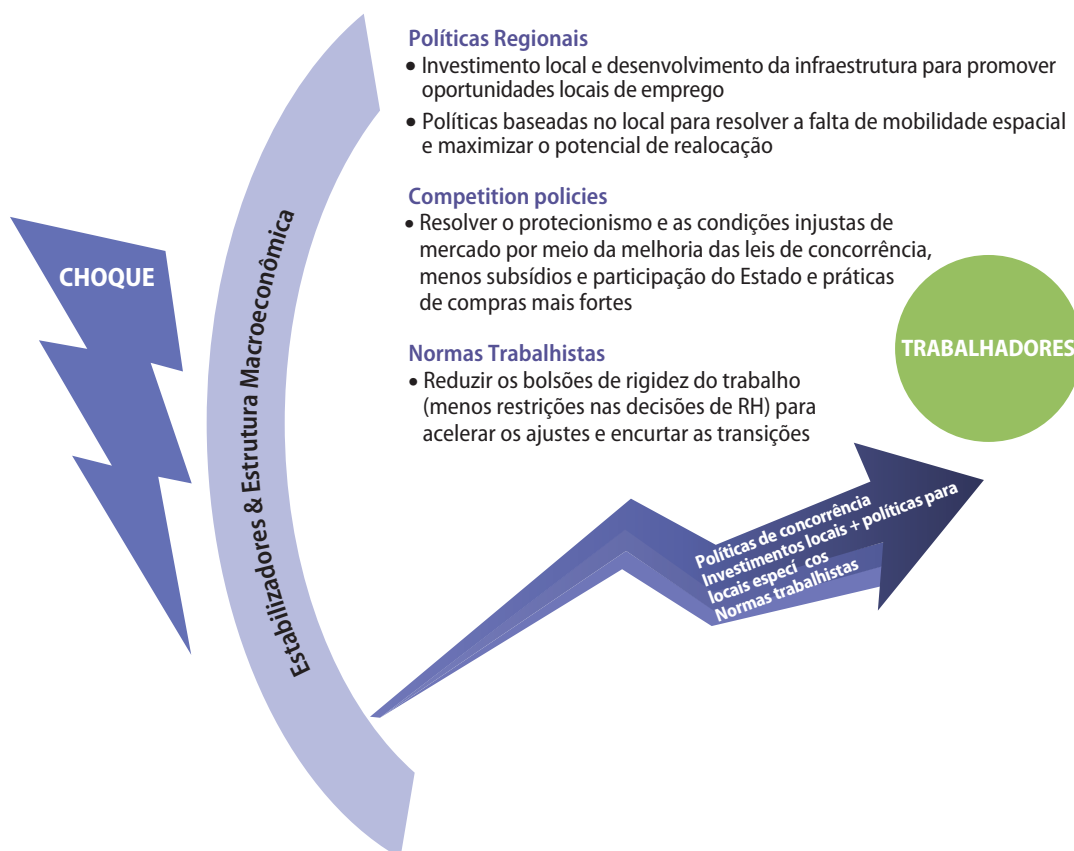 Políticas Regionais
• Investimento local e desenvolvimento da infraestrutura para promover
oportunidades locais de emprego
• Políticas baseadas no local para resolver a falta de mobilidade espacial
e maximizar o potencial de realocação
Competition policies
• Resolver o protecionismo e as condições injustas de
mercado por meio da melhoria das leis de concorrência,
menos subsídios e participação do Estado e práticas
de compras mais fortes
Normas Trabalhistas
• Reduzir os bolsões de rigidez do trabalho
(menos restrições nas decisões de RH) para
acelerar os ajustes e encurtar as transições
CHOQUE
Estabilizadores & Estrutura Macroeconômica
TRABALHADORES
Políticas de concorrência
Investimentos locais + políticas para
locais especí cos
Normas trabalhistas